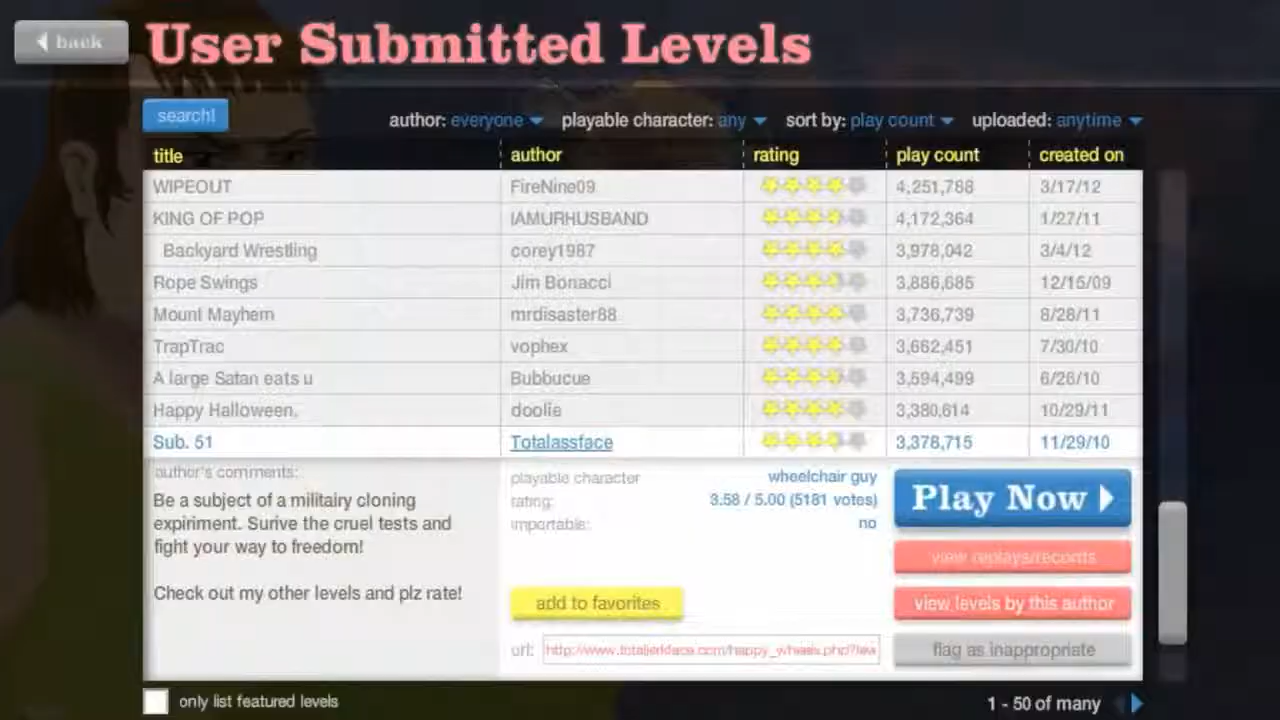 back
User Submitted Levels
search!
author: everyone playable character: any sort by: play count uploaded: anytime
title author rating play count created on
WIPEOUT FireNine09 4,251,788 3/17/12
KING OF POP IAMURHUSBAND 4,172,364 1/27/11
Backyard Wrestling corey1987 3,978,042 3/4/12
Rope Swings Jim Bonacci 3,886,685 12/15/09
Mount Mayhem mrdisaster88 3,736,739 8/28/11
TrapTrac vophex 3,662,451 7/30/10
A large Satan eats u Bubbucue 3,594,499 6/26/10
Happy Halloween. doolie 3,380,614 10/29/11
Sub. 51 Totalassface 3,378,715 11/29/10
author's comments:
Be a subject of a militairy cloning
expiriment. Surive the cruel tests and
fight your way to freedom!
Check out my other levels and plz rate!
playable character wheelchair guy
rating: 3.58 / 5.00 (5181 votes)
importable: no
add to favorites
url: http://www.totaljerkface.com/happy_wheels.php?lev
Play Now
view replays/records
view levels by this author
flag as inappropriate
only list featured levels
1 - 50 of many